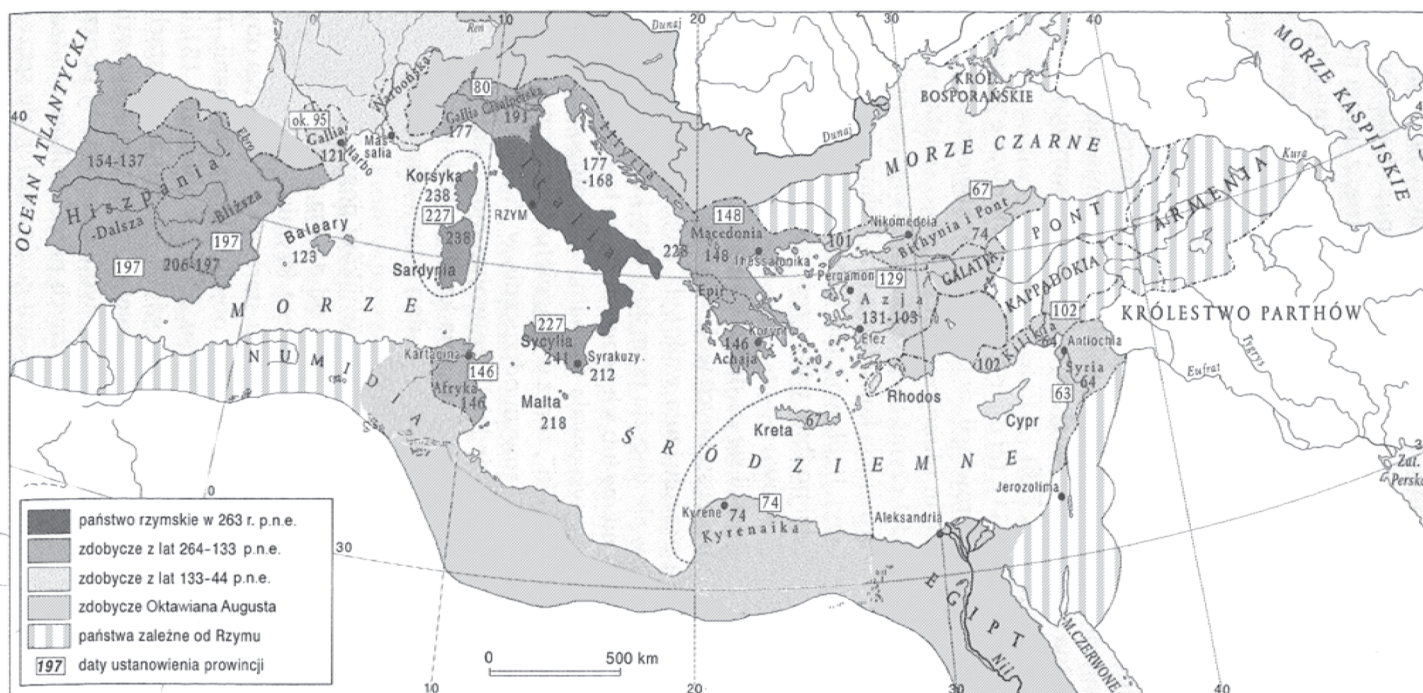 0
10
20
30
40
Ren
Dunaj
OCEAN ATLANTYCKI
40
MORZE KASPIJSKIE
KRÓL.
BOSPORAŃSKIE
Narbońska
80
Gallia Cisalpińska
191
177
ok. 95
Gallia
121
Narbo
Massalia
Ebro
Dunaj
MORZE CZARNE
Kura
40
154-137
Hiszpania
-Dalsza
-Bliższa
197
197
206-197
Baleary
123
Korsyka
238
227
238
Sardynia
RZYM
Italia
Illiria
177
-168
228
148
Macedonia
148
Thessalonika
101
Nikomedeia
67
Bithynia i Pont
74
PONT
ARMENIA
Pergamon
129
GALATIA
KAPPADOKIA
Azja
131-103
Efez
Epir
Korynt
146
Achaja
102
Kilikia
64
102
KRÓLESTWO PARTHÓW
Antiochia
Syria
64
63
Tygrys
Eufrat
MORZE
ŚRÓDZIEMNE
NUMIDIA
Kartagina
146
Afryka
146
227
Sycylia
241
Syrakuzy
212
Malta
218
Kreta
67
Rhodos
Cypr
Jerozolima
Zat.
Perska
Kyrene
74
74
Kyrenaika
Aleksandria
EGIPT
Nil
M.CZERWONE
0
30
państwo rzymskie w 263 r. p.n.e.
zdobycze z lat 264-133 p.n.e.
zdobycze z lat 133-44 p.n.e.
zdobycze Oktawiana Augusta
państwa zależne od Rzymu
197 daty ustanowienia prowincji
0 500 km
10
20
30
40